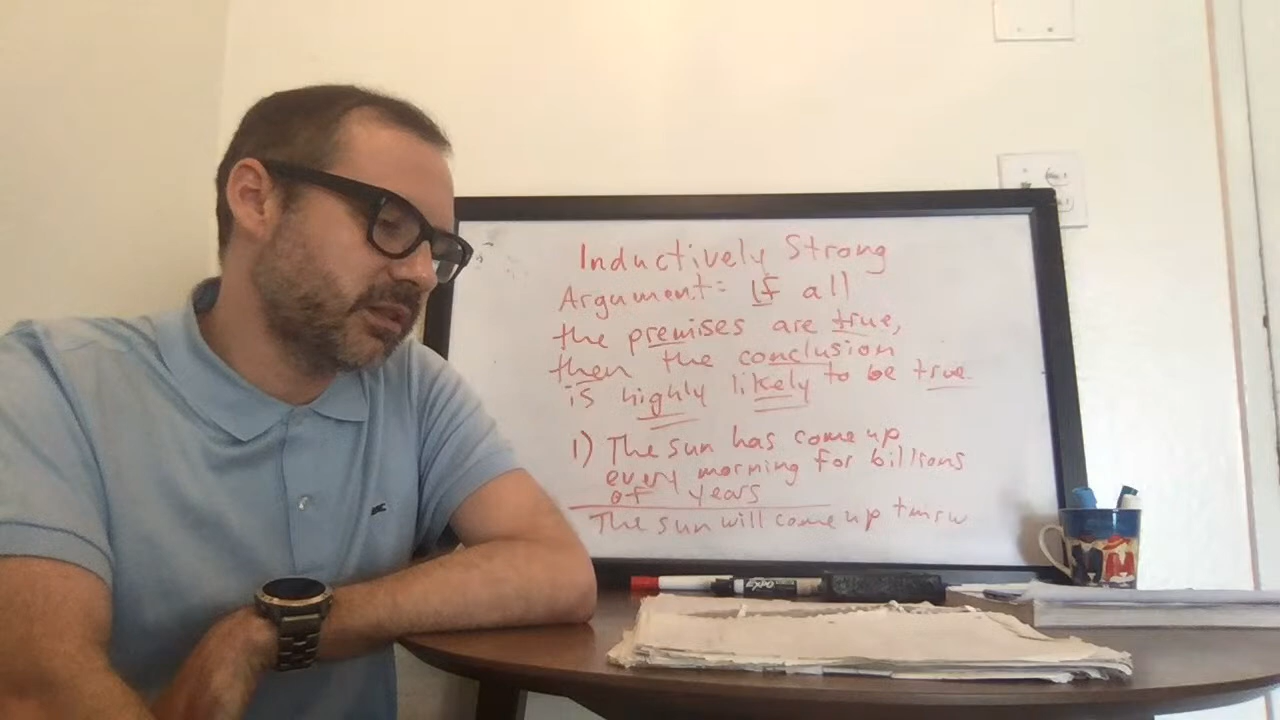 Inductively Strong
Argument: If all
the premises are true,
then the conclusion
is highly likely to be true.
1) The sun has come up
every morning for billions
of years
The sun will come up tmrw